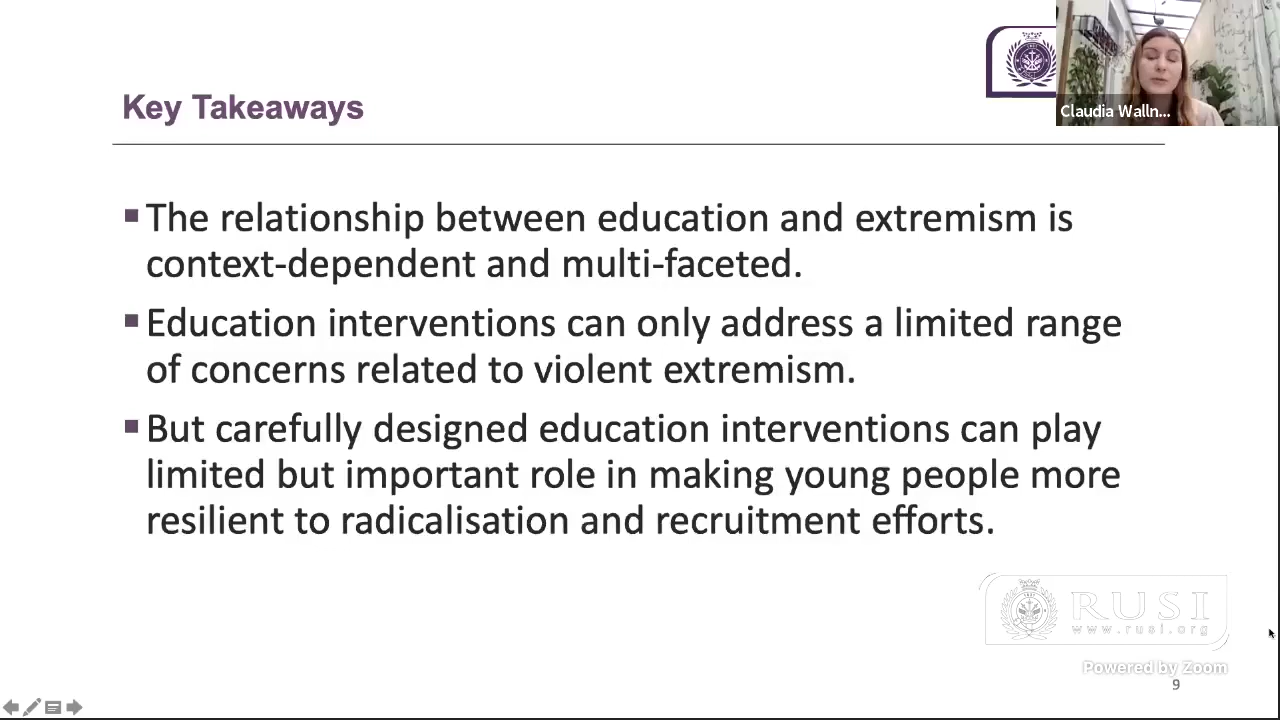 Key Takeaways
Claudia Walln...
The relationship between education and extremism is
context-dependent and multi-faceted.
Education interventions can only address a limited range
of concerns related to violent extremism.
But carefully designed education interventions can play
limited but important role in making young people more
resilient to radicalisation and recruitment efforts.
RUSI
www.rusi.org
Powered by Zoom
9